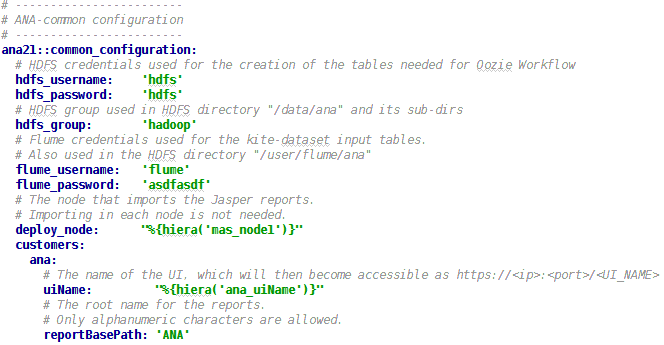 # ------------------------
# ANA-common configuration
# ------------------------
ana21::common_configuration:
  # HDFS credentials used for the creation of the tables needed for Oozie Workflow
  hdfs_username:    'hdfs'
  hdfs_password:    'hdfs'
  # HDFS group used in HDFS directory "/data/ana" and its sub-dirs
  hdfs_group:       'hadoop'
  # Flume credentials used for the kite-dataset input tables.
  # Also used in the HDFS directory "/user/flume/ana"
  flume_username:   'flume'
  flume_password:   'asdfasdf'
  # The node that imports the Jasper reports.
  # Importing in each node is not needed.
  deploy_node:      "%{hiera('mas_node1')}"
  customers:
    ana:
      # The name of the UI, which will then become accessible as https://<ip>:<port>/<UI_NAME>
      uiName:         "%{hiera('ana_uiName')}"
      # The root name for the reports.
      # Only alphanumeric characters are allowed.
      reportBasePath: 'ANA'